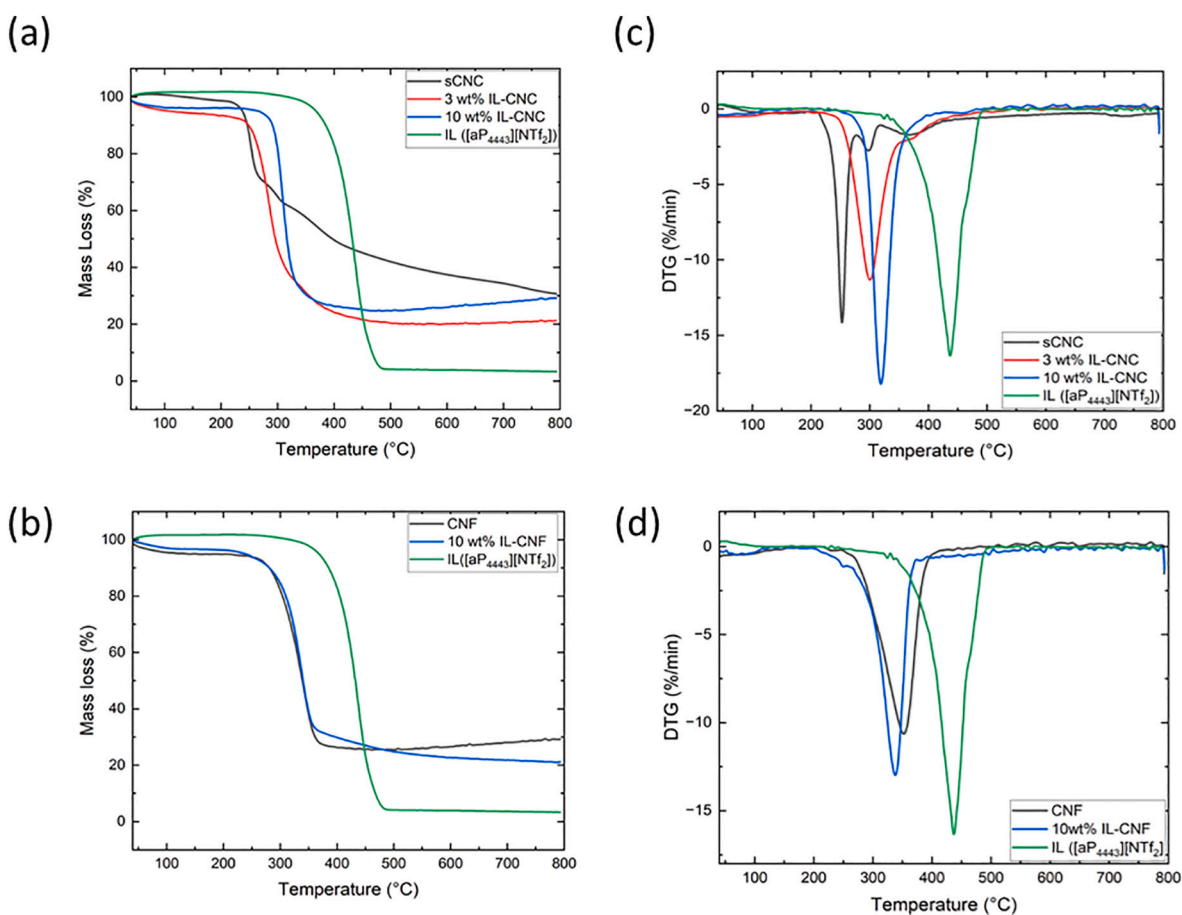 (a)
sCNC
3 wt% IL-CNC
10 wt% IL-CNC
IL ([aP₄₄₄₃][NTf₂])
Mass Loss (%)
100
80
60
40
20
0
100 200 300 400 500 600 700 800
Temperature (°C)
(c)
0
−5
−10
−15
−20
DTG (%/min)
sCNC
3 wt% IL-CNC
10 wt% IL-CNC
IL ([aP₄₄₄₃][NTf₂])
100 200 300 400 500 600 700 800
Temperature (°C)
(b)
CNF
10 wt% IL-CNF
IL([aP₄₄₄₃][NTf₂])
Mass loss (%)
100
80
60
40
20
0
100 200 300 400 500 600 700 800
Temperature (°C)
(d)
0
−5
−10
−15
DTG (%/min)
CNF
10wt% IL-CNF
IL ([aP₄₄₄₃][NTf₂]
100 200 300 400 500 600 700 800
Temperature (°C)